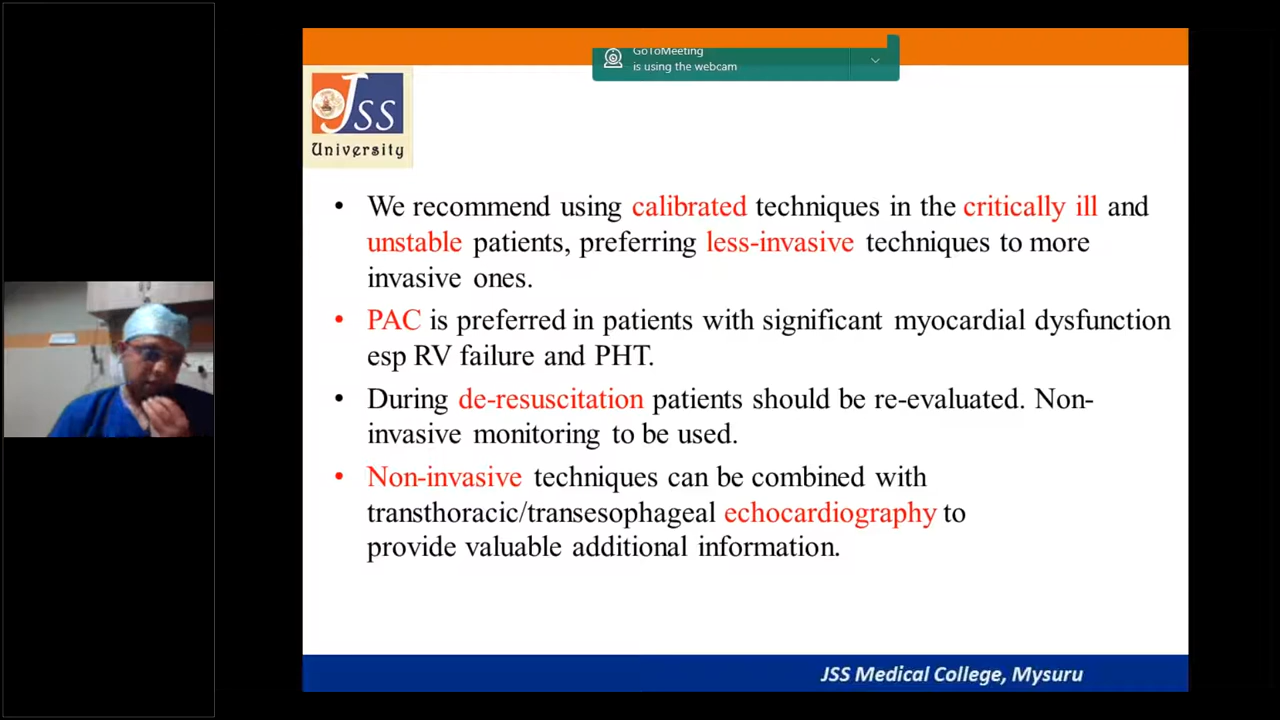 GoToMeeting
is using the webcam
JSS
University
• We recommend using calibrated techniques in the critically ill and
unstable patients, preferring less-invasive techniques to more
invasive ones.
• PAC is preferred in patients with significant myocardial dysfunction
esp RV failure and PHT.
• During de-resuscitation patients should be re-evaluated. Non-
invasive monitoring to be used.
• Non-invasive techniques can be combined with
transthoracic/transesophageal echocardiography to
provide valuable additional information.
JSS Medical College, Mysuru